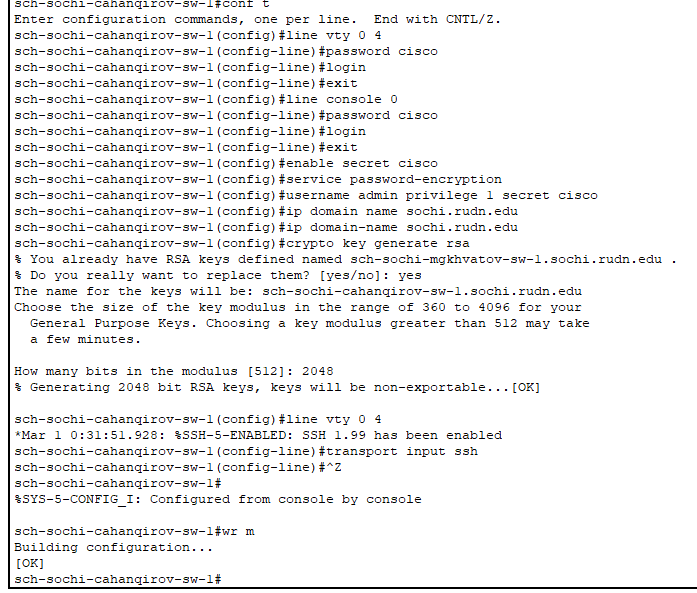 sch-sochi-cahanqirov-sw-1#conf t
Enter configuration commands, one per line.  End with CNTL/Z.
sch-sochi-cahanqirov-sw-1(config)#line vty 0 4
sch-sochi-cahanqirov-sw-1(config-line)#password cisco
sch-sochi-cahanqirov-sw-1(config-line)#login
sch-sochi-cahanqirov-sw-1(config-line)#exit
sch-sochi-cahanqirov-sw-1(config)#line console 0
sch-sochi-cahanqirov-sw-1(config-line)#password cisco
sch-sochi-cahanqirov-sw-1(config-line)#login
sch-sochi-cahanqirov-sw-1(config-line)#exit
sch-sochi-cahanqirov-sw-1(config)#enable secret cisco
sch-sochi-cahanqirov-sw-1(config)#service password-encryption
sch-sochi-cahanqirov-sw-1(config)#username admin privilege 1 secret cisco
sch-sochi-cahanqirov-sw-1(config)#ip domain name sochi.rudn.edu
sch-sochi-cahanqirov-sw-1(config)#ip domain-name sochi.rudn.edu
sch-sochi-cahanqirov-sw-1(config)#crypto key generate rsa
% You already have RSA keys defined named sch-sochi-mgkhvatov-sw-1.sochi.rudn.edu .
% Do you really want to replace them? [yes/no]: yes
The name for the keys will be: sch-sochi-cahanqirov-sw-1.sochi.rudn.edu
Choose the size of the key modulus in the range of 360 to 4096 for your
  General Purpose Keys. Choosing a key modulus greater than 512 may take
  a few minutes.

How many bits in the modulus [512]: 2048
% Generating 2048 bit RSA keys, keys will be non-exportable...[OK]

sch-sochi-cahanqirov-sw-1(config)#line vty 0 4
*Mar 1 0:31:51.928: %SSH-5-ENABLED: SSH 1.99 has been enabled
sch-sochi-cahanqirov-sw-1(config-line)#transport input ssh
sch-sochi-cahanqirov-sw-1(config-line)#^Z
sch-sochi-cahanqirov-sw-1#
%SYS-5-CONFIG_I: Configured from console by console

sch-sochi-cahanqirov-sw-1#wr m
Building configuration...
[OK]
sch-sochi-cahanqirov-sw-1#